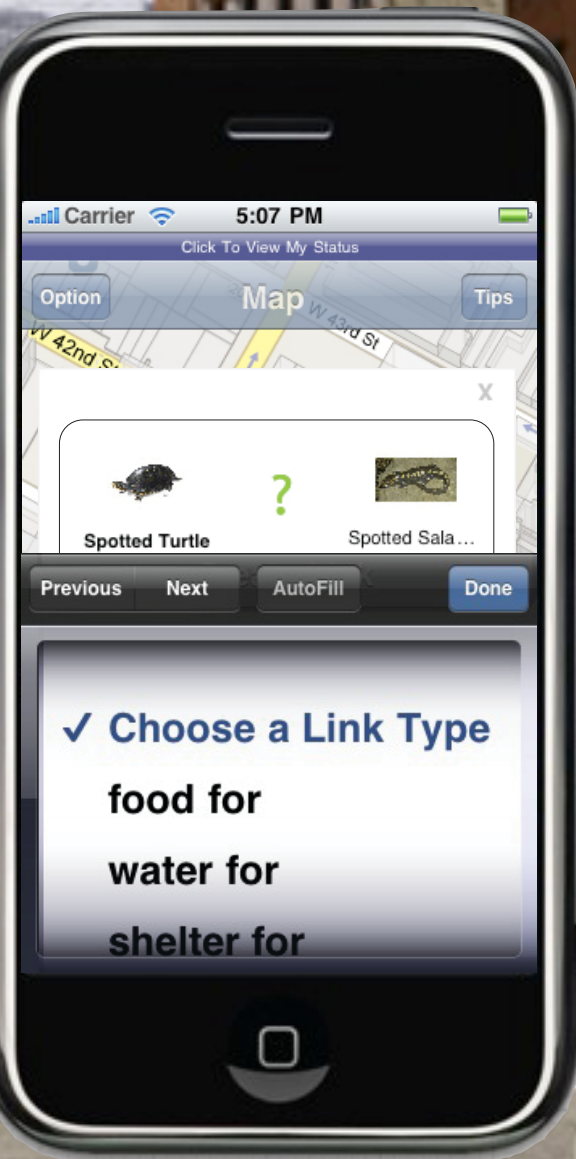 Carrier 5:07 PM
Click To View My Status
Option Map Tips
W 43rd St
W 42nd S
X
?
Spotted Turtle Spotted Sala...
Previous Next AutoFill Done
✓ Choose a Link Type
food for
water for
shelter for